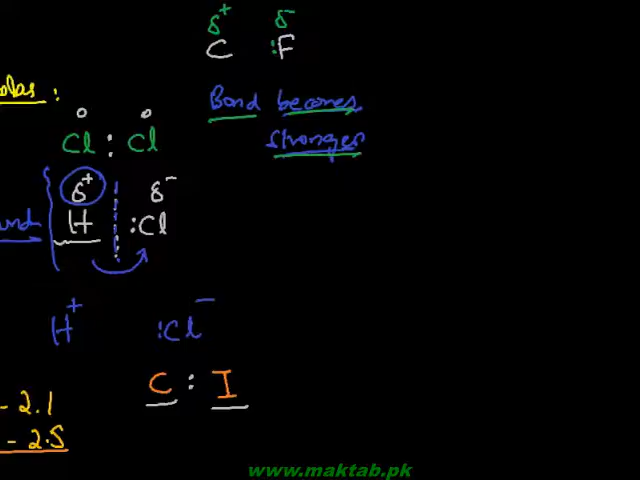 δ+ δ-
C :F
Bond becomes
stronger
o o
Cl : Cl
δ+ δ-
H :Cl
H+ :Cl-
C : I
- 2.1
- 2.5
www.maktab.pk